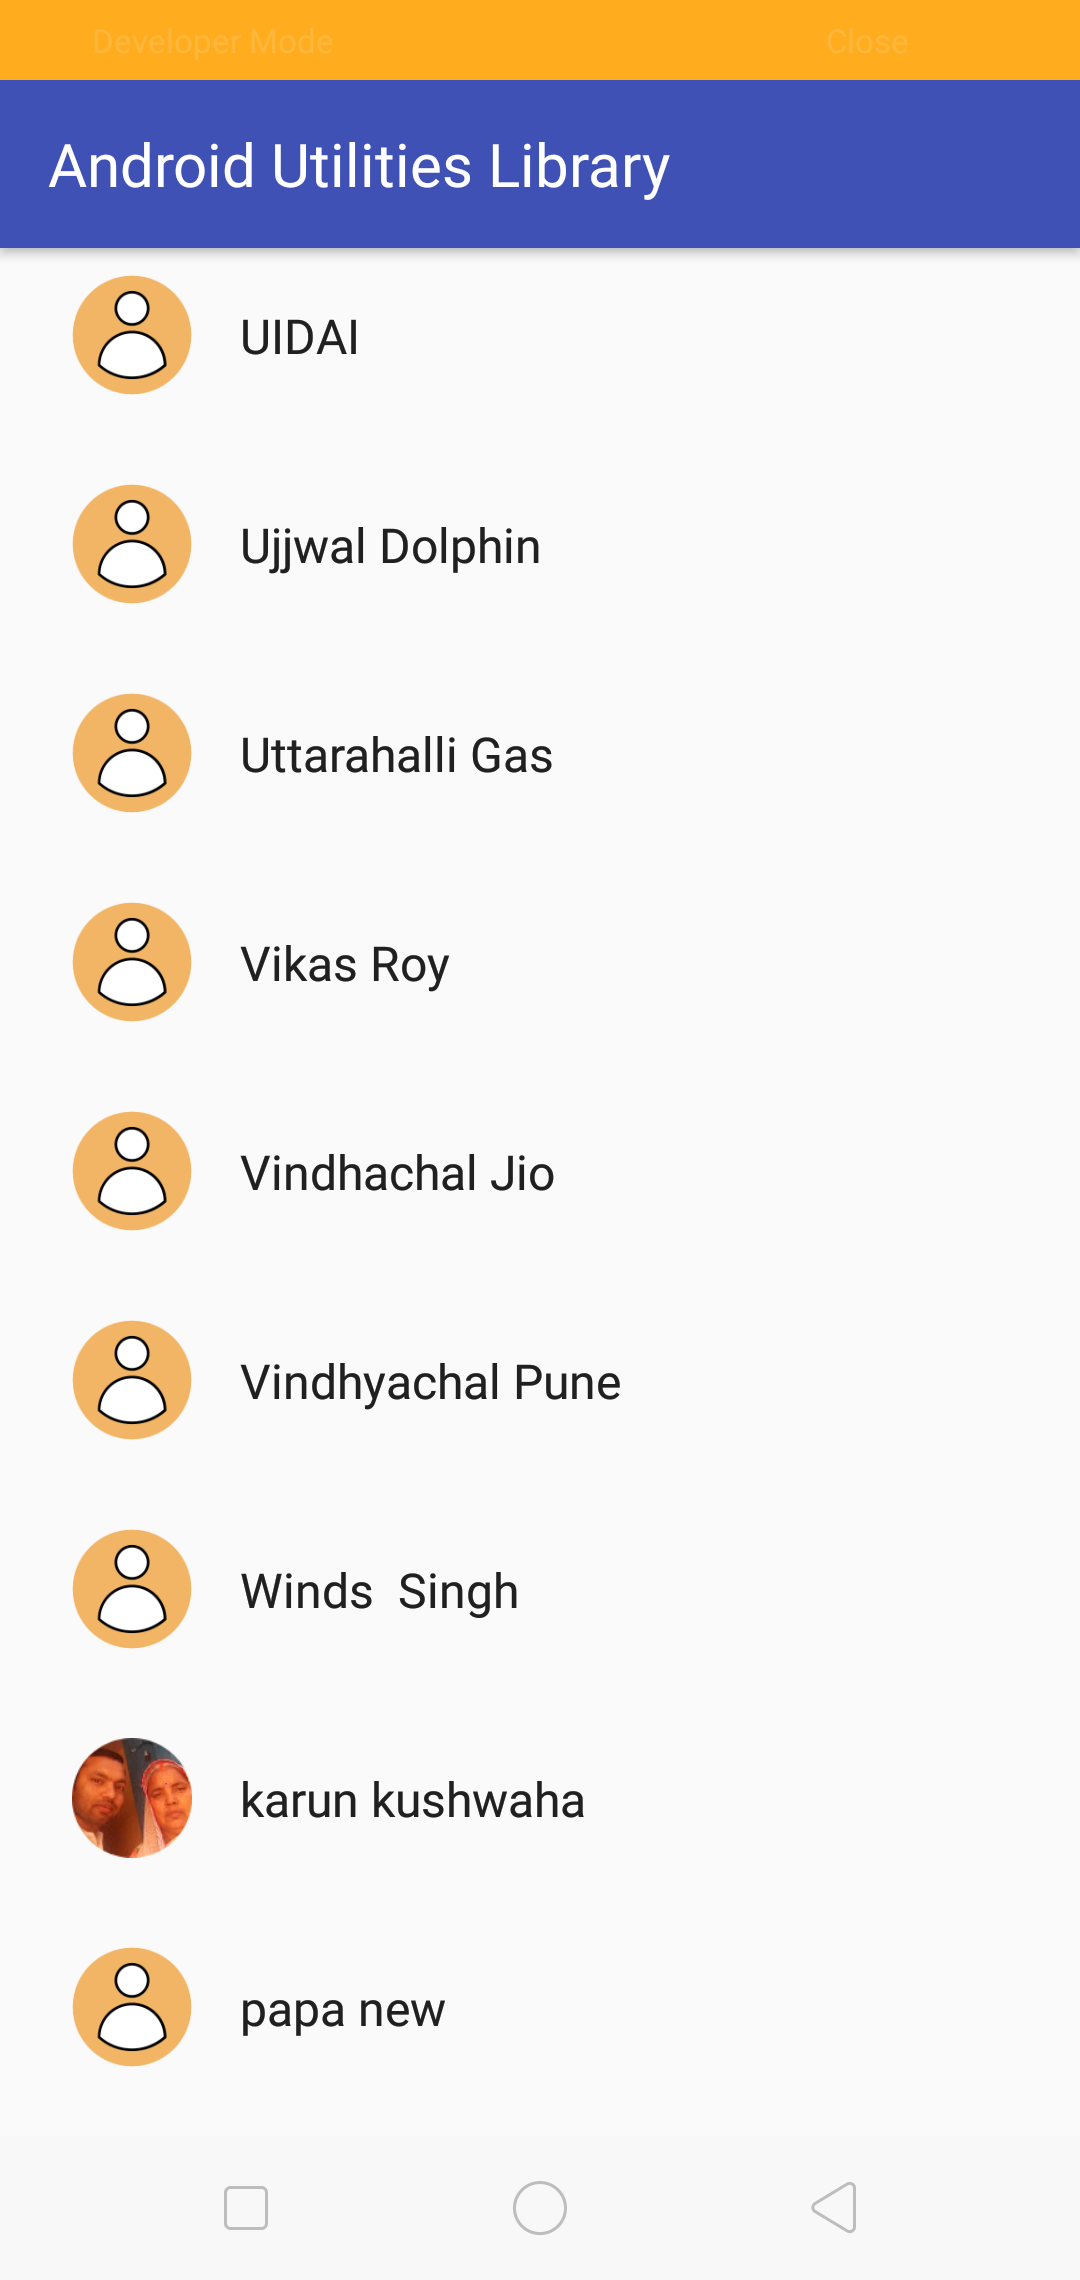 Developer Mode Close
Android Utilities Library
UIDAI
Ujjwal Dolphin
Uttarahalli Gas
Vikas Roy
Vindhachal Jio
Vindhyachal Pune
Winds  Singh
karun kushwaha
papa new